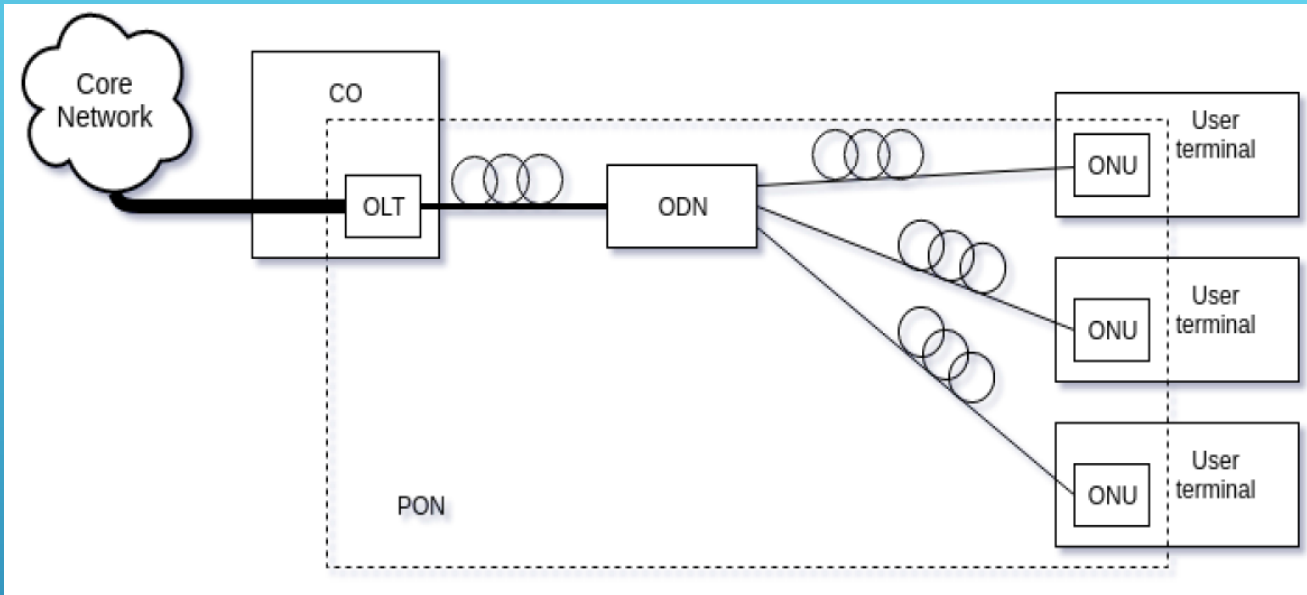 Core
Network
CO
OLT
ODN
ONU
User
terminal
ONU
User
terminal
ONU
User
terminal
PON